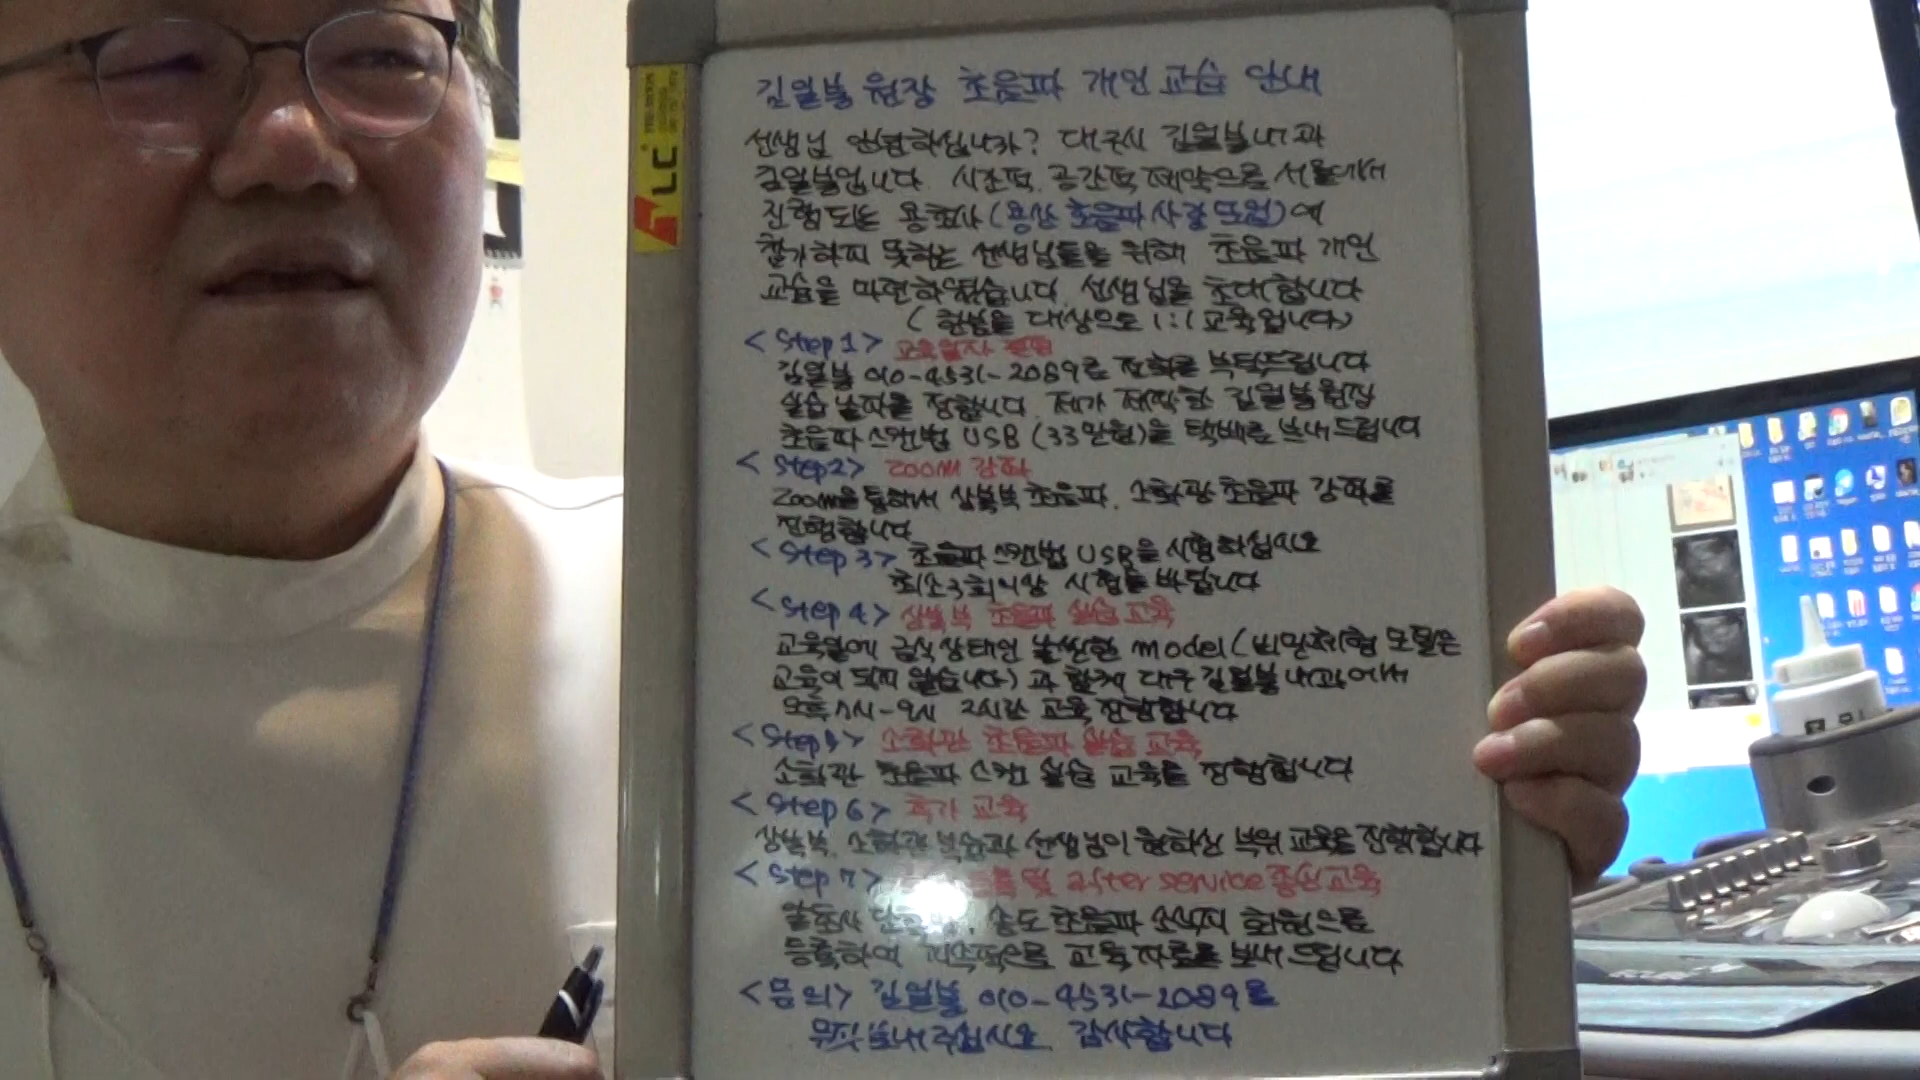 김일봉 원장 초음파 개인 교습 안내
선생님 안녕하십니까? 대구시 김일봉내과
김일봉입니다. 시간적, 공간적 제약으로 서울에서
진행되는 용초사(용산 초음파 사랑 모임)에
참가하지 못하는 선생님들을 위해 초음파 개인
교습을 마련하였습니다. 선생님을 초대합니다
( 한분을 대상으로 1:1 교육입니다)
<Step 1> 교육일자 결정
김일봉 010-4531-2089로 전화를 부탁드립니다
실습 날짜를 정합니다. 제가 제작한 김일봉원장
초음파 스캔법 USB (33만원)을 택배로 보내드립니다
<Step 2> ZOOM 강좌
ZOOM을 통해서 상복부 초음파, 소화관 초음파 강좌를
진행합니다
<Step 3> 초음파 스캔법 USB을 시청하십시오
최소 3회 이상 시청을 바랍니다
<Step 4> 상복부 초음파 실습 교육
교육일에 금식상태인 날씬한 model (비만체형 모델은
교육이 되지 않습니다) 과 함께 대구 김일봉내과에서
오후 7시-9시 2시간 교육 진행합니다
<Step 5> 소화관 초음파 실습 교육
소화관 초음파 스캔 실습 교육을 진행합니다
<Step 6> 추가 교육
상복부, 소화관 복습과 선생님이 원하신 부위 교육을 진행합니다
<Step 7> 및 after service 중심교육
송도 초음파 소식지 회원으로
등록하여 지속적으로 교육 자료를 보내드립니다
<문의> 김일봉 010-4531-2089로
문자 보내주십시오. 감사합니다
LC